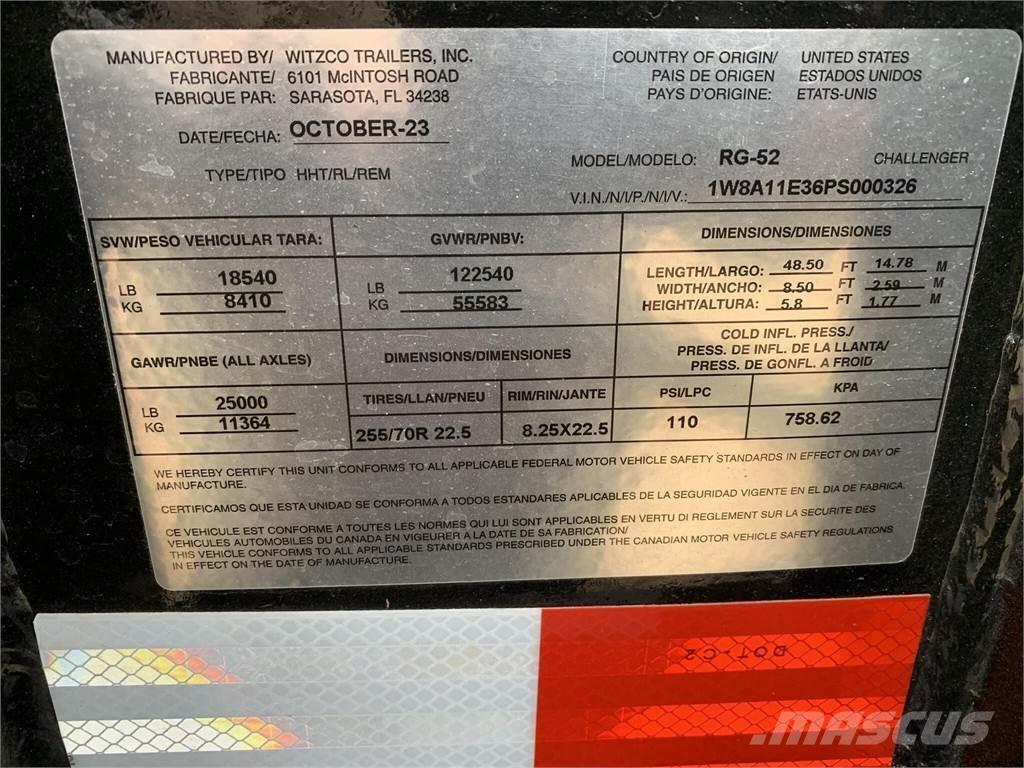 MANUFACTURED BY/ WITZCO TRAILERS, INC.
FABRICANTE/ 6101 McINTOSH ROAD
FABRIQUE PAR: SARASOTA, FL 34238
COUNTRY OF ORIGIN/ UNITED STATES
PAIS DE ORIGEN ESTADOS UNIDOS
PAYS D'ORIGINE: ETATS-UNIS
DATE/FECHA: OCTOBER-23
TYPE/TIPO HHT/RL/REM
MODEL/MODELO: RG-52 CHALLENGER
V.I.N./N/I/P./N/I/V.: 1W8A11E36PS000326
SVW/PESO VEHICULAR TARA:
LB 18540
KG 8410
GVWR/PNBV:
LB 122540
KG 55583
DIMENSIONS/DIMENSIONES
LENGTH/LARGO: 48.50 FT 14.78 M
WIDTH/ANCHO: 8.50 FT 2.59 M
HEIGHT/ALTURA: 5.8 FT 1.77 M
GAWR/PNBE (ALL AXLES)
LB 25000
KG 11364
DIMENSIONS/DIMENSIONES
TIRES/LLAN/PNEU RIM/RIN/JANTE
255/70R 22.5 8.25X22.5
COLD INFL. PRESS./
PRESS. DE INFL. DE LA LLANTA/
PRESS. DE GONFL. A FROID
PSI/LPC KPA
110 758.62
WE HEREBY CERTIFY THIS UNIT CONFORMS TO ALL APPLICABLE FEDERAL MOTOR VEHICLE SAFETY STANDARDS IN EFFECT ON DAY OF
MANUFACTURE.
CERTIFICAMOS QUE ESTA UNIDAD SE CONFORMA A TODOS ESTANDARES APLICABLES DE LA SEGURIDAD VIGENTE EN EL DIA DE FABRICA.
CE VEHICULE EST CONFORME A TOUTES LES NORMES QUI LUI SONT APPLICABLES EN VERTU DI REGLEMENT SUR LA SECURITE DES
VEHICULES AUTOMOBILES DU CANADA EN VIGEURER A LA DATE DE SA FABRICATION/
THIS VEHICLE CONFORMS TO ALL APPLICABLE STANDARDS PRESCRIBED UNDER THE CANADIAN MOTOR VEHICLE SAFETY REGULATIONS
IN EFFECT ON THE DATE OF MANUFACTURE.
DOT-C2
MASCUS